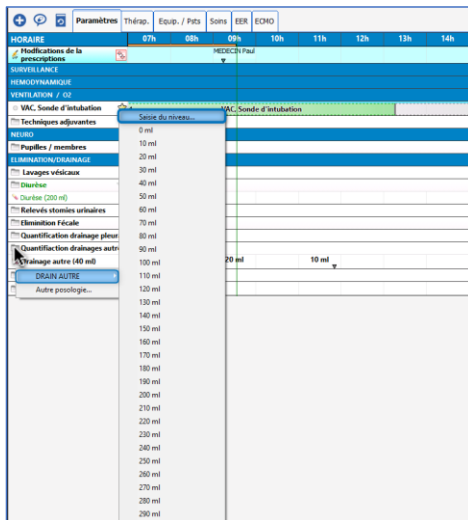 Paramètres Thérap. Equip. / Psts Soins EER ECMO
HORAIRE 07h 08h 09h 10h 11h 12h 13h 14h
Modfications de la
prescriptions
MEDECIN Paul
SURVEILLANCE
HEMODYNAMIQUE
VENTILATION / O2
VAC, Sonde d'intubation VAC, Sonde d'intubation
Techniques adjuvantes
NEURO
Pupilles / membres
ELIMINATION/DRAINAGE
Lavages vésicaux
Diurèse
Diurèse (200 ml)
Relevés stomies urinaires
Eliminition Fécale
Quantification drainage pleur
Quantifiaction drainages autr
Drainage autre (40 ml) 20 ml 10 ml
DRAIN AUTRE
Autre posologie...
Saisie du niveau...
0 ml
10 ml
20 ml
30 ml
40 ml
50 ml
60 ml
70 ml
80 ml
90 ml
100 ml
110 ml
120 ml
130 ml
140 ml
150 ml
160 ml
170 ml
180 ml
190 ml
200 ml
210 ml
220 ml
230 ml
240 ml
250 ml
260 ml
270 ml
280 ml
290 ml